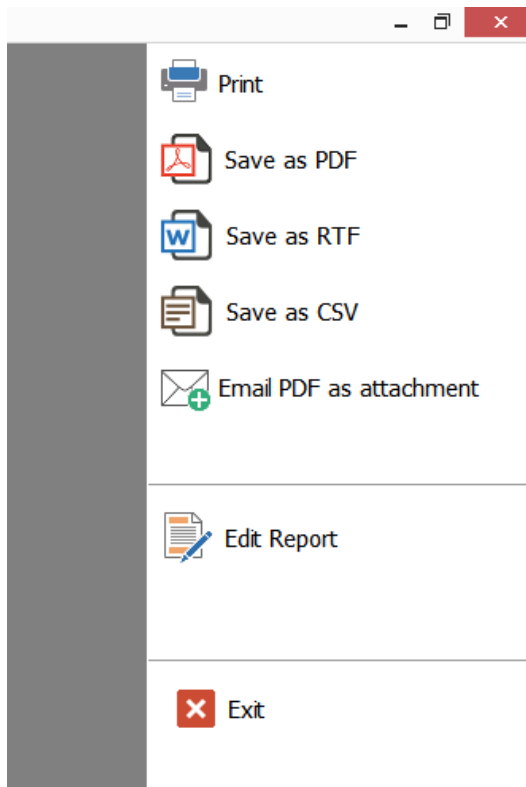 Print
Save as PDF
W
Save as RTF
Save as CSV
Email PDF as attachment
Edit Report
Exit